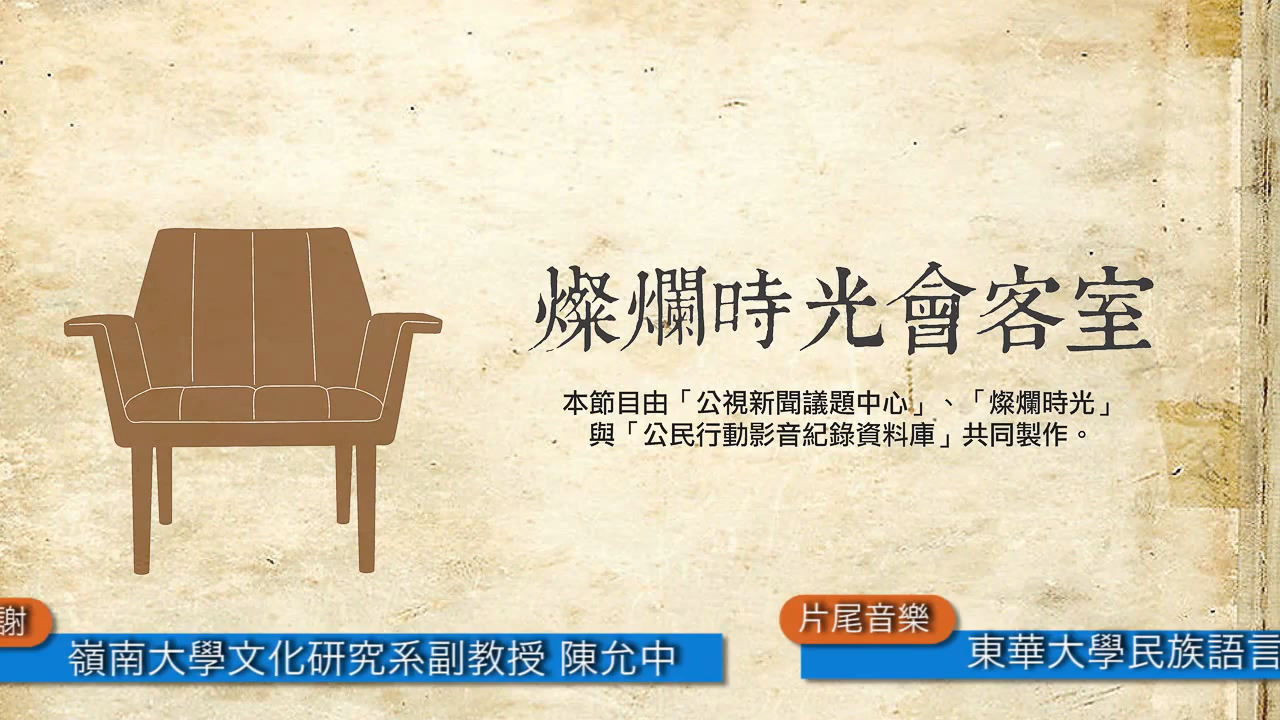 燦爛時光會客室
本節目由「公視新聞議題中心」、「燦爛時光」
與「公民行動影音紀錄資料庫」共同製作。
謝
嶺南大學文化研究系副教授 陳允中
片尾音樂
東華大學民族語言